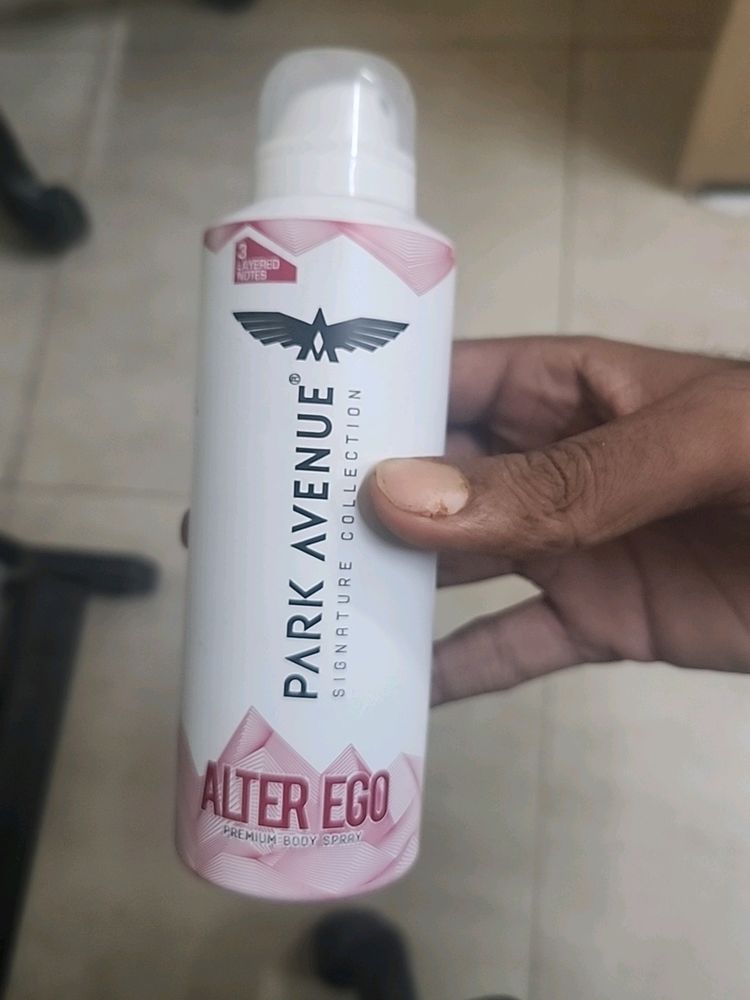 3
LAYERED
NOTES
PARK AVENUE®
SIGNATURE COLLECTION
ALTER EGO
PREMIUM BODY SPRAY